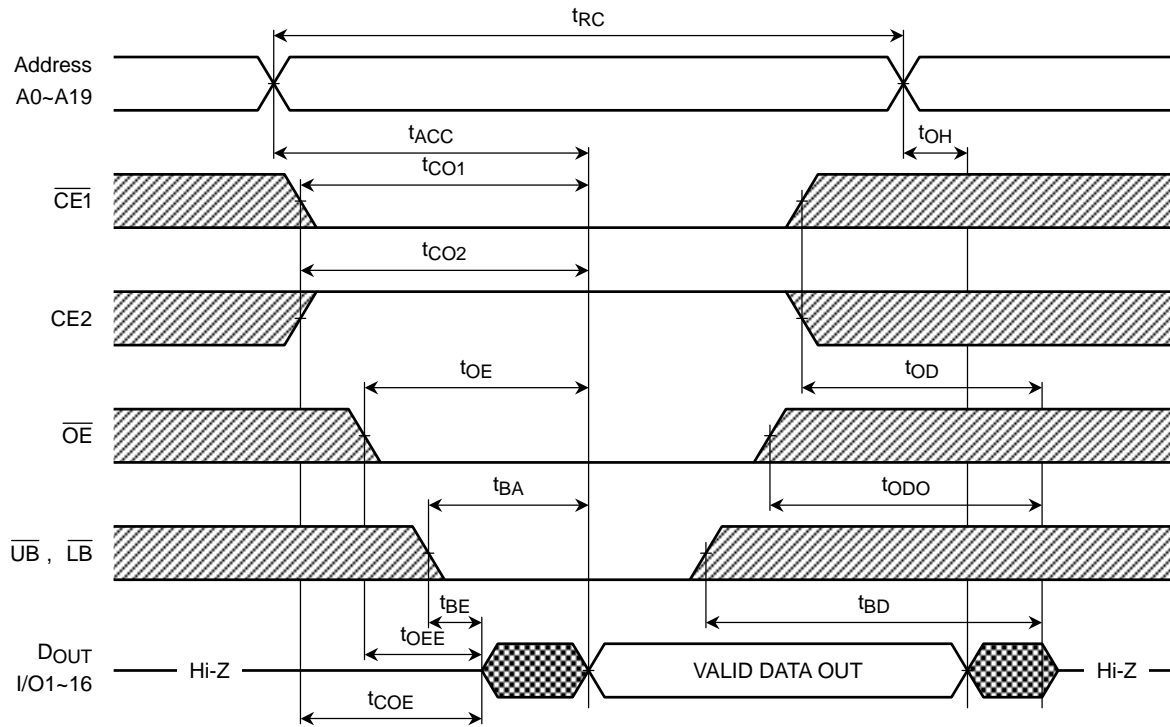 tRC
Address
A0~A19
tACC
tOH
tCO1
CE1
tCO2
CE2
tOE
tOD
OE
tBA
tODO
UB , LB
tBE
tBD
tOEE
DOUT
I/O1~16
Hi-Z
VALID DATA OUT
Hi-Z
tCOE